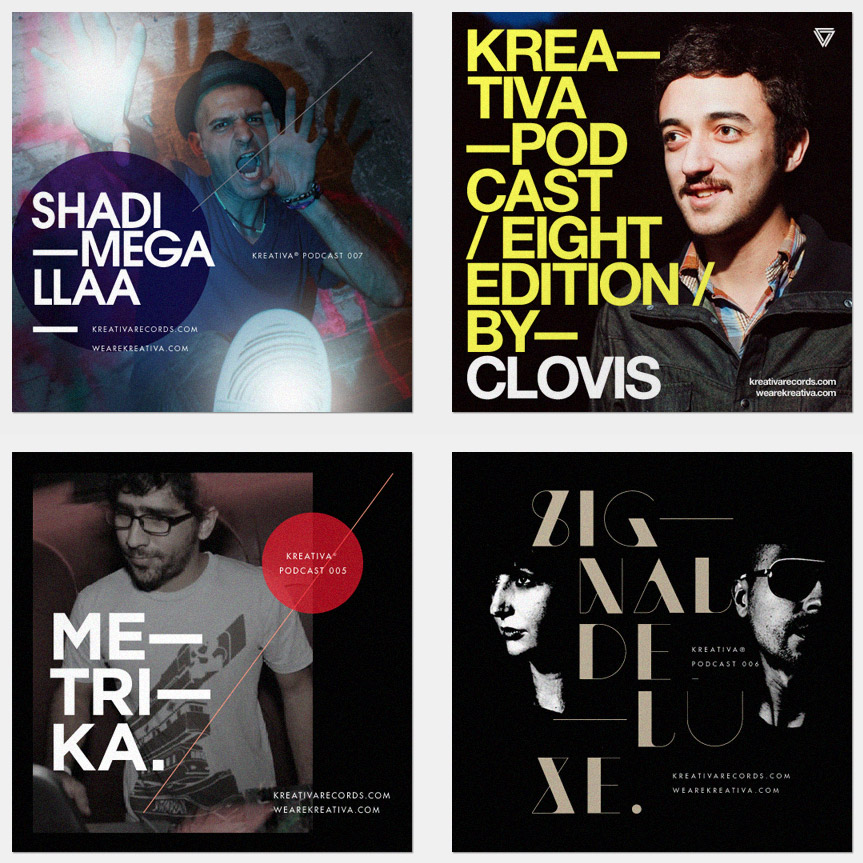 SHADI
—MEGA
LLAA
KREATIVA® PODCAST 007
KREATIVARECORDS.COM
WEAREKREATIVA.COM
KREA—
TIVA
—POD
CAST
/ EIGHT
EDITION /
BY—
CLOVIS
kreativarecords.com
wearekreativa.com
KREATIVA®
PODCAST 005
ME—
TRI—
KA.
KREATIVARECORDS.COM
WEAREKREATIVA.COM
SIG—
NAL
DE
—LU
XE.
KREATIVA®
PODCAST 006
KREATIVARECORDS.COM
WEAREKREATIVA.COM